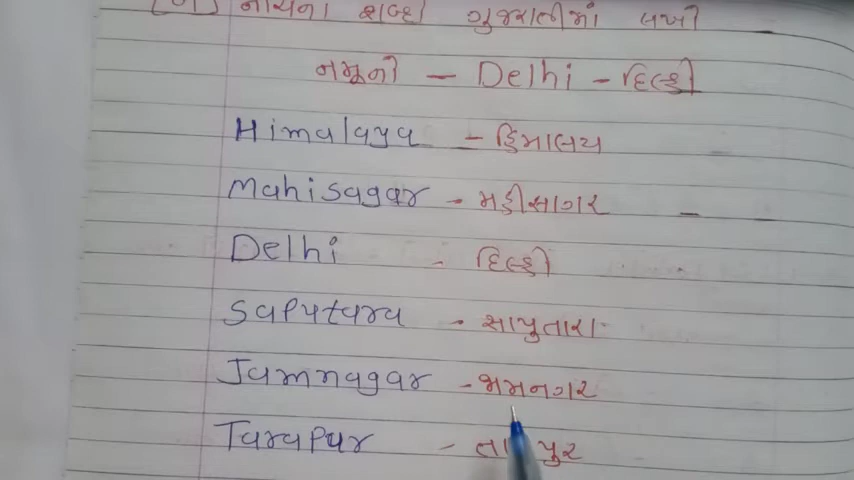 નીચેના શબ્દો ગુજરાતીમાં લખો
નમૂનો - Delhi - દિલ્હી
Himalaya - હિમાલય
Mahisagar - મહીસાગર
Delhi - દિલ્હી
Saputara - સાપુતારા
Jamnagar - જામનગર
Tarapur -